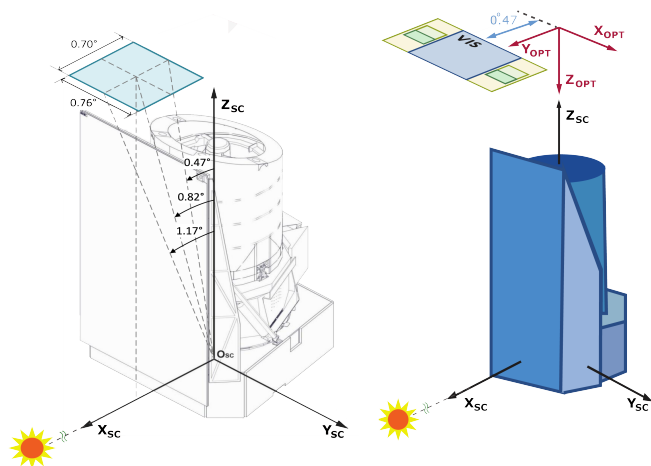 0.70°
0.76°
Z_SC
0.47°
0.82°
1.17°
O_SC
X_SC
Y_SC
0.47°
VIS
X_OPT
Y_OPT
Z_OPT
Z_SC
X_SC
Y_SC